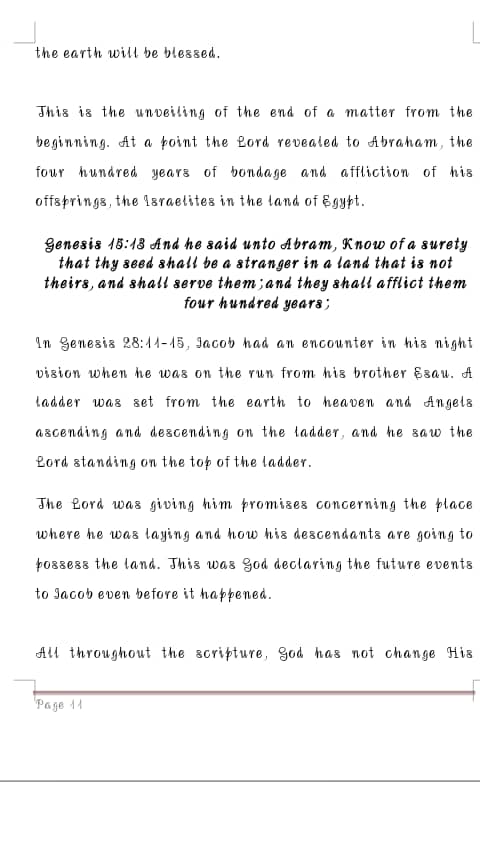 the earth will be blessed.
This is the unveiling of the end of a matter from the
beginning. At a point the Lord revealed to Abraham, the
four hundred years of bondage and affliction of his
offsprings, the Israelites in the land of Egypt.
Genesis 15:13 And he said unto Abram, Know of a surety
that thy seed shall be a stranger in a land that is not
theirs, and shall serve them; and they shall afflict them
four hundred years;
In Genesis 28:11-15, Jacob had an encounter in his night
vision when he was on the run from his brother Esau. A
ladder was set from the earth to heaven and Angels
ascending and descending on the ladder, and he saw the
Lord standing on the top of the ladder.
The Lord was giving him promises concerning the place
where he was laying and how his descendants are going to
possess the land. This was God declaring the future events
to Jacob even before it happened.
All throughout the scripture, God has not change His
Page 11